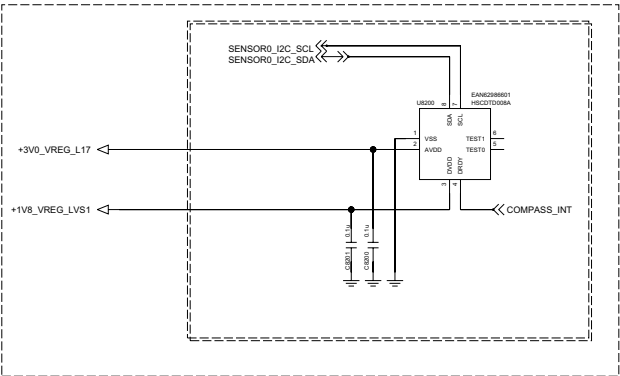 SENSOR0_I2C_SCL
SENSOR0_I2C_SDA
EAN62986601
U8200 HSCDTD008A
8 7
SDA SCL
1 VSS TEST1 6
2 AVDD TEST0 5
DVDD DRDY
3 4
+3V0_VREG_L17
+1V8_VREG_LVS1
COMPASS_INT
0.1u 0.1u
C8201 C8200